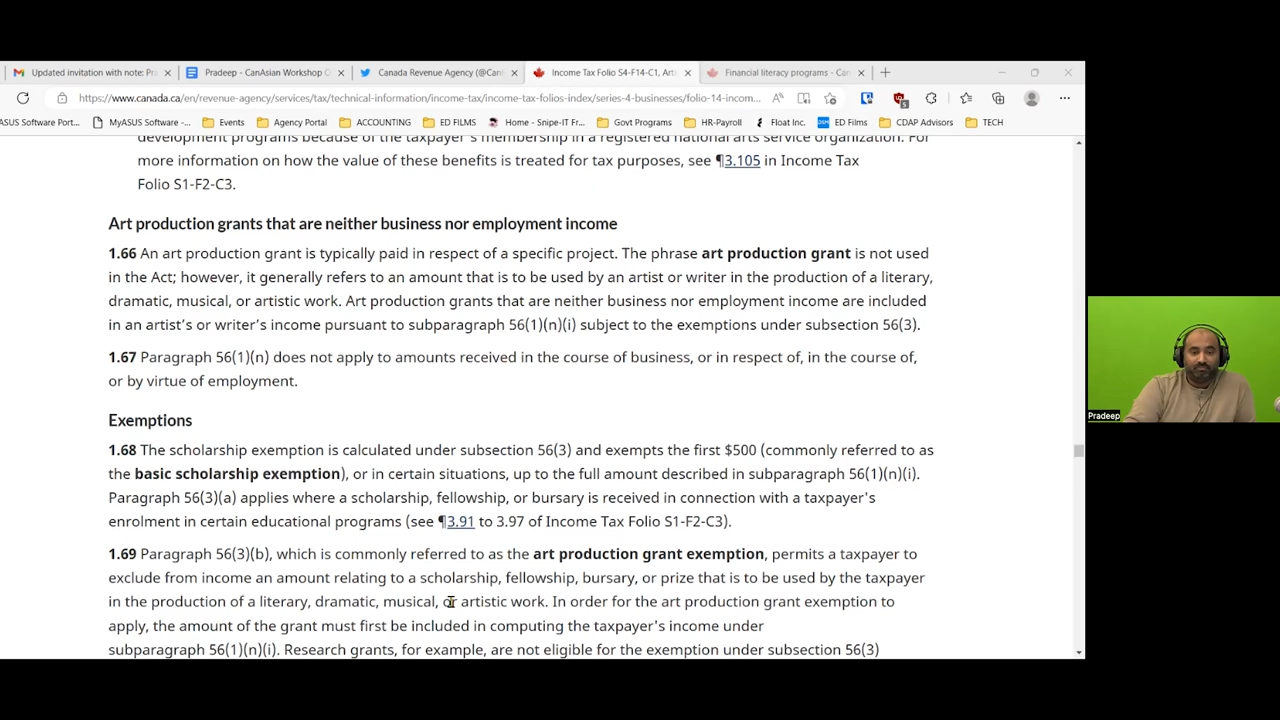 Updated invitation with note: Pra
Pradeep - CanAsian Workshop O
Canada Revenue Agency (@CanR
Income Tax Folio S4-F14-C1, Arti
Financial literacy programs - Can
https://www.canada.ca/en/revenue-agency/services/tax/technical-information/income-tax/income-tax-folios-index/series-4-businesses/folio-14-incom...
ASUS Software Port...
MyASUS Software -...
Events
Agency Portal
ACCOUNTING
ED FILMS
Home - Snipe-IT Fr...
Govt Programs
HR-Payroll
Float Inc.
ED Films
CDAP Advisors
TECH
development programs because of the taxpayer's membership in a registered national arts service organization. For
more information on how the value of these benefits is treated for tax purposes, see ¶3.105 in Income Tax
Folio S1-F2-C3.
Art production grants that are neither business nor employment income
1.66 An art production grant is typically paid in respect of a specific project. The phrase art production grant is not used
in the Act; however, it generally refers to an amount that is to be used by an artist or writer in the production of a literary,
dramatic, musical, or artistic work. Art production grants that are neither business nor employment income are included
in an artist's or writer's income pursuant to subparagraph 56(1)(n)(i) subject to the exemptions under subsection 56(3).
1.67 Paragraph 56(1)(n) does not apply to amounts received in the course of business, or in respect of, in the course of,
or by virtue of employment.
Exemptions
1.68 The scholarship exemption is calculated under subsection 56(3) and exempts the first $500 (commonly referred to as
the basic scholarship exemption), or in certain situations, up to the full amount described in subparagraph 56(1)(n)(i).
Paragraph 56(3)(a) applies where a scholarship, fellowship, or bursary is received in connection with a taxpayer's
enrolment in certain educational programs (see ¶3.91 to 3.97 of Income Tax Folio S1-F2-C3).
1.69 Paragraph 56(3)(b), which is commonly referred to as the art production grant exemption, permits a taxpayer to
exclude from income an amount relating to a scholarship, fellowship, bursary, or prize that is to be used by the taxpayer
in the production of a literary, dramatic, musical, or artistic work. In order for the art production grant exemption to
apply, the amount of the grant must first be included in computing the taxpayer's income under
subparagraph 56(1)(n)(i). Research grants, for example, are not eligible for the exemption under subsection 56(3)
Pradeep